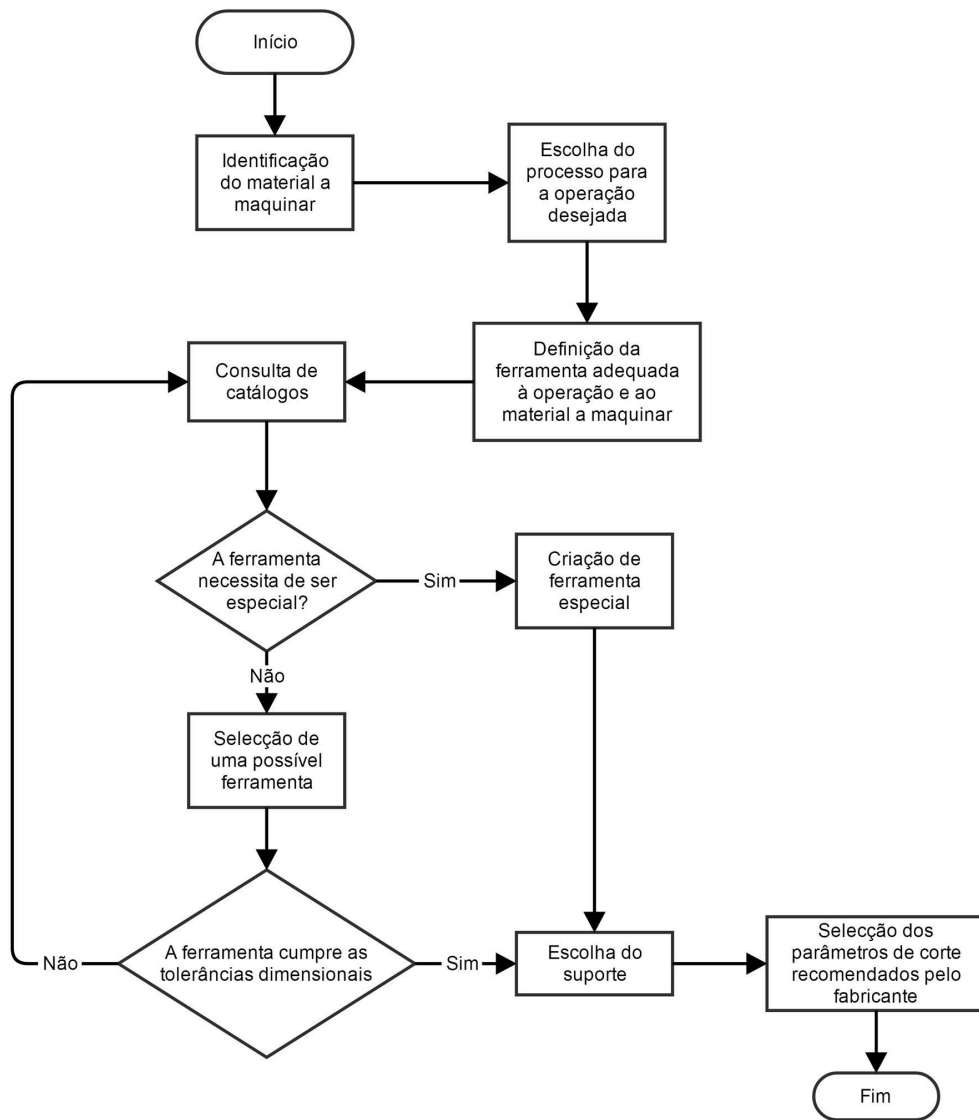 Início
Identificação
do material a
maquinar
Escolha do
processo para
a operação
desejada
Definição da
ferramenta adequada
à operação e ao
material a maquinar
Consulta de
catálogos
A ferramenta
necessita de ser
especial?
Sim
Criação de
ferramenta
especial
Não
Selecção de
uma possível
ferramenta
A ferramenta cumpre as
tolerâncias dimensionais
Não
Sim
Escolha do
suporte
Selecção dos
parâmetros de corte
recomendados pelo
fabricante
Fim